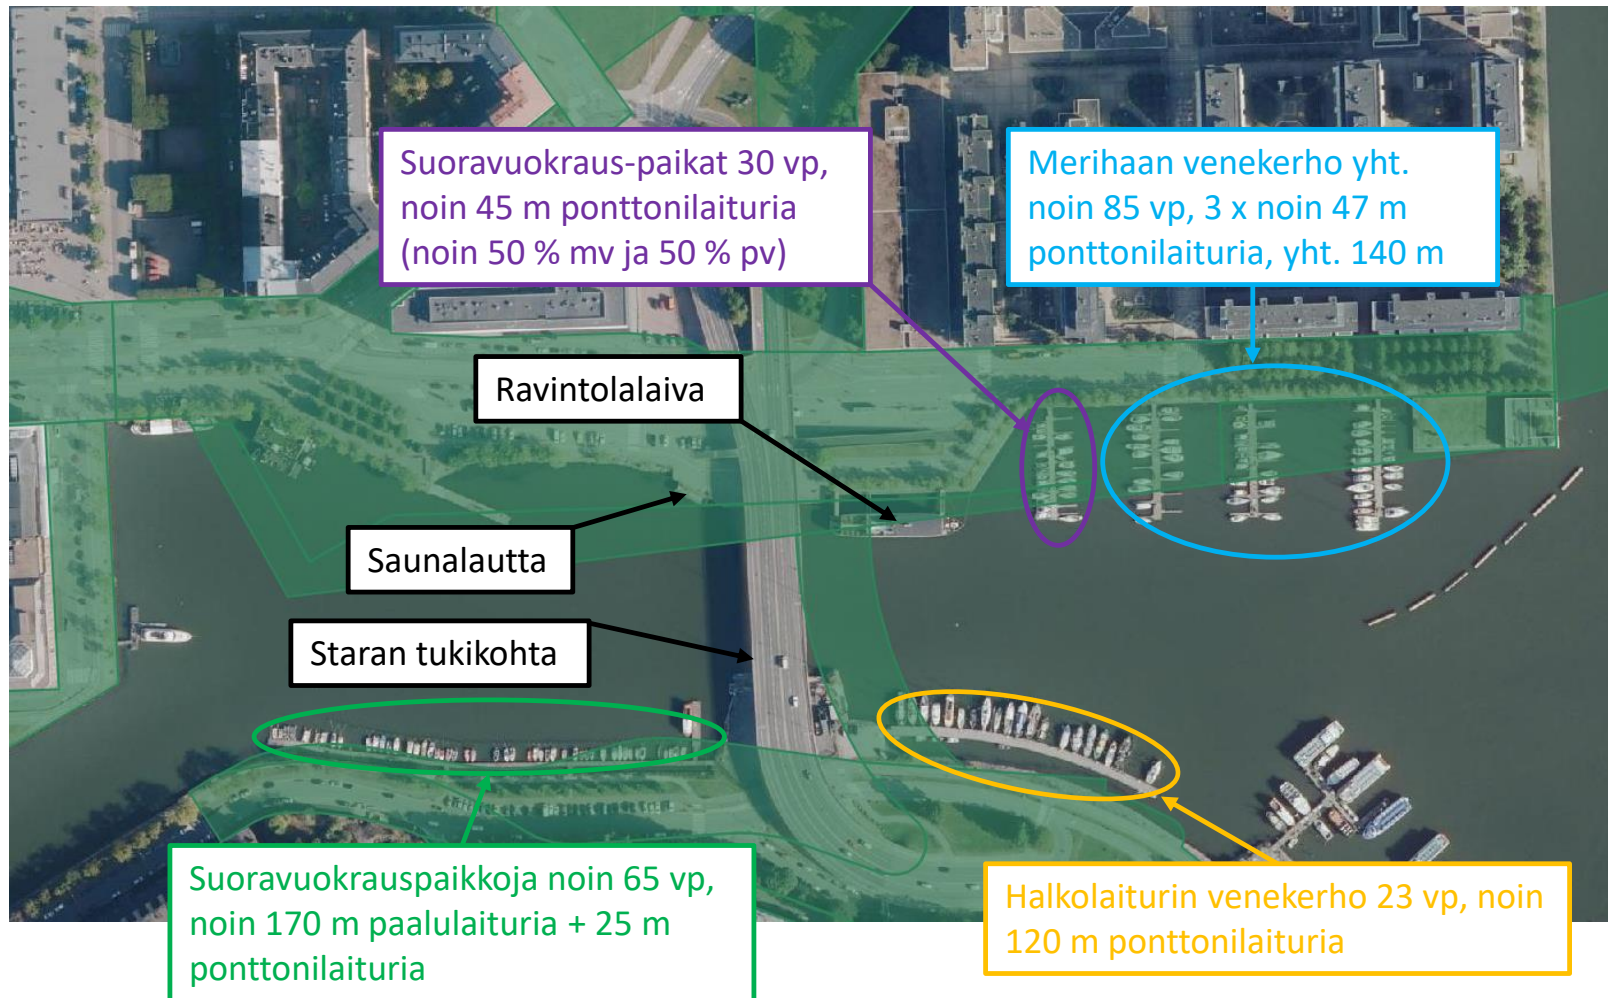 Suoravuokraus-paikat 30 vp,
noin 45 m ponttonilaituria
(noin 50 % mv ja 50 % pv)
Merihaan venekerho yht.
noin 85 vp, 3 x noin 47 m
ponttonilaituria, yht. 140 m
Ravintolalaiva
Saunalautta
Staran tukikohta
Suoravuokrauspaikkoja noin 65 vp,
noin 170 m paalulaituria + 25 m
ponttonilaituria
Halkolaiturin venekerho 23 vp, noin
120 m ponttonilaituria